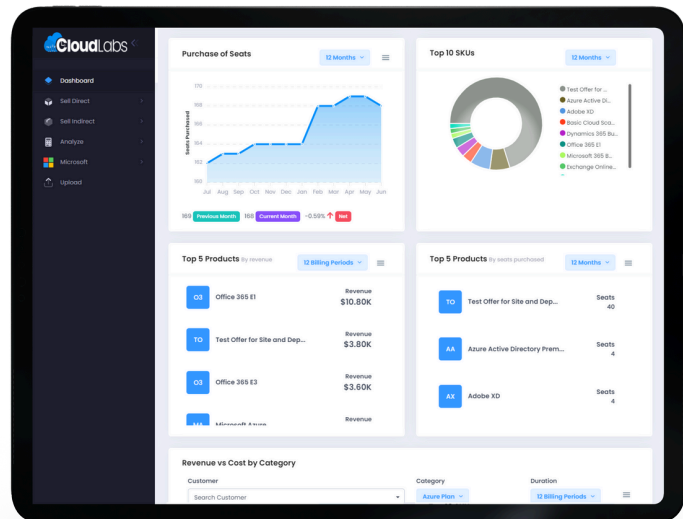 CloudLabs
Dashboard
Sell Direct
Sell Indirect
Analyze
Microsoft
Upload
Purchase of Seats
12 Months
Seats Purchased
170
168
166
164
162
160
Jul Aug Sep Oct Nov Dec Jan Feb Mar Apr May Jun
169 Previous Month 168 Current Month -0.59% Net
Top 10 SKUs
12 Months
Test Offer for ...
Azure Active Di...
Adobe XD
Basic Cloud Sca...
Dynamics 365 Bu...
Office 365 E1
Microsoft 365 B...
Exchange Online...
Top 5 Products By revenue
12 Billing Periods
O3 Office 365 E1 Revenue
$10.80K
TO Test Offer for Site and Dep... Revenue
$3.80K
O3 Office 365 E3 Revenue
$3.60K
MA Microsoft Azure Revenue
Top 5 Products By seats purchased
12 Months
TO Test Offer for Site and Dep... Seats
40
AA Azure Active Directory Prem... Seats
4
AX Adobe XD Seats
4
Revenue vs Cost by Category
Customer
Search Customer
Category
Azure Plan
Duration
12 Billing Periods